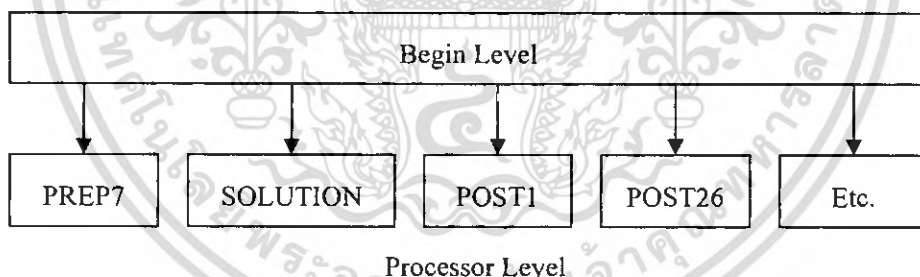 Begin Level
PREP7 SOLUTION POST1 POST26 Etc.
Processor Level